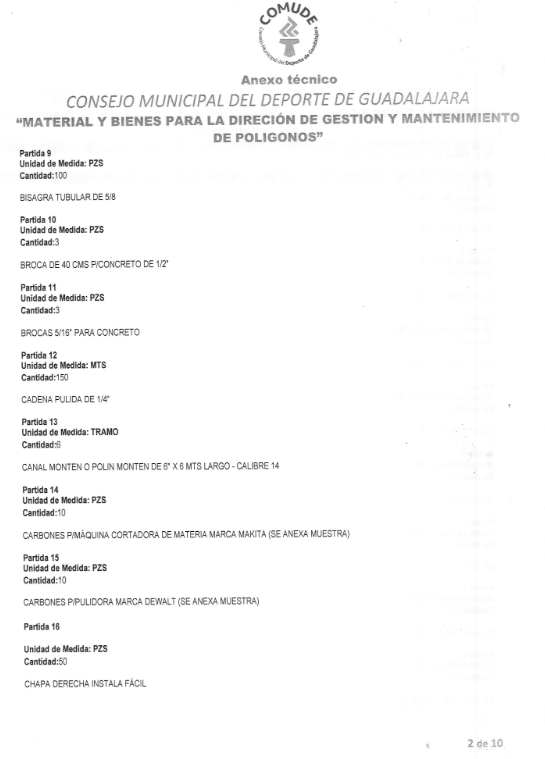 COMUDE
Consejo Municipal del Deporte de Guadalajara
Anexo técnico
CONSEJO MUNICIPAL DEL DEPORTE DE GUADALAJARA
“MATERIAL Y BIENES PARA LA DIRECIÓN DE GESTION Y MANTENIMIENTO
DE POLIGONOS”
Partida 9
Unidad de Medida: PZS
Cantidad:100
BISAGRA TUBULAR DE 5/8
Partida 10
Unidad de Medida: PZS
Cantidad:3
BROCA DE 40 CMS P/CONCRETO DE 1/2"
Partida 11
Unidad de Medida: PZS
Cantidad:3
BROCAS 5/16" PARA CONCRETO
Partida 12
Unidad de Medida: MTS
Cantidad:150
CADENA PULIDA DE 1/4"
Partida 13
Unidad de Medida: TRAMO
Cantidad:6
CANAL MONTEN O POLIN MONTEN DE 6" X 6 MTS LARGO - CALIBRE 14
Partida 14
Unidad de Medida: PZS
Cantidad:10
CARBONES P/MÁQUINA CORTADORA DE MATERIA MARCA MAKITA (SE ANEXA MUESTRA)
Partida 15
Unidad de Medida: PZS
Cantidad:10
CARBONES P/PULIDORA MARCA DEWALT (SE ANEXA MUESTRA)
Partida 16
Unidad de Medida: PZS
Cantidad:50
CHAPA DERECHA INSTALA FÁCIL
2 de 10